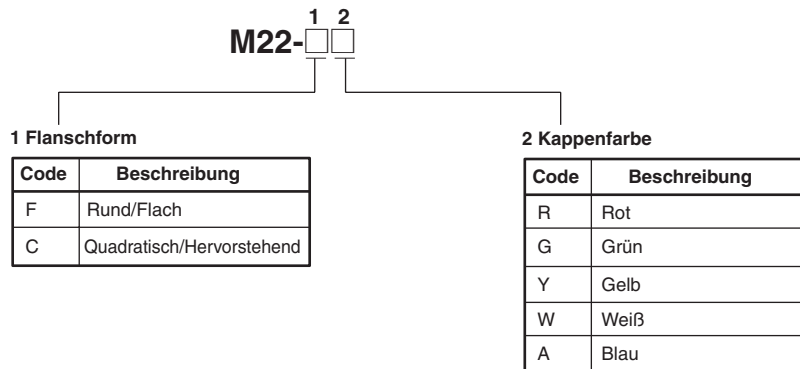 1 2
M22-□□
1 Flanschform
Code Beschreibung
F Rund/Flach
C Quadratisch/Hervorstehend
2 Kappenfarbe
Code Beschreibung
R Rot
G Grün
Y Gelb
W Weiß
A Blau